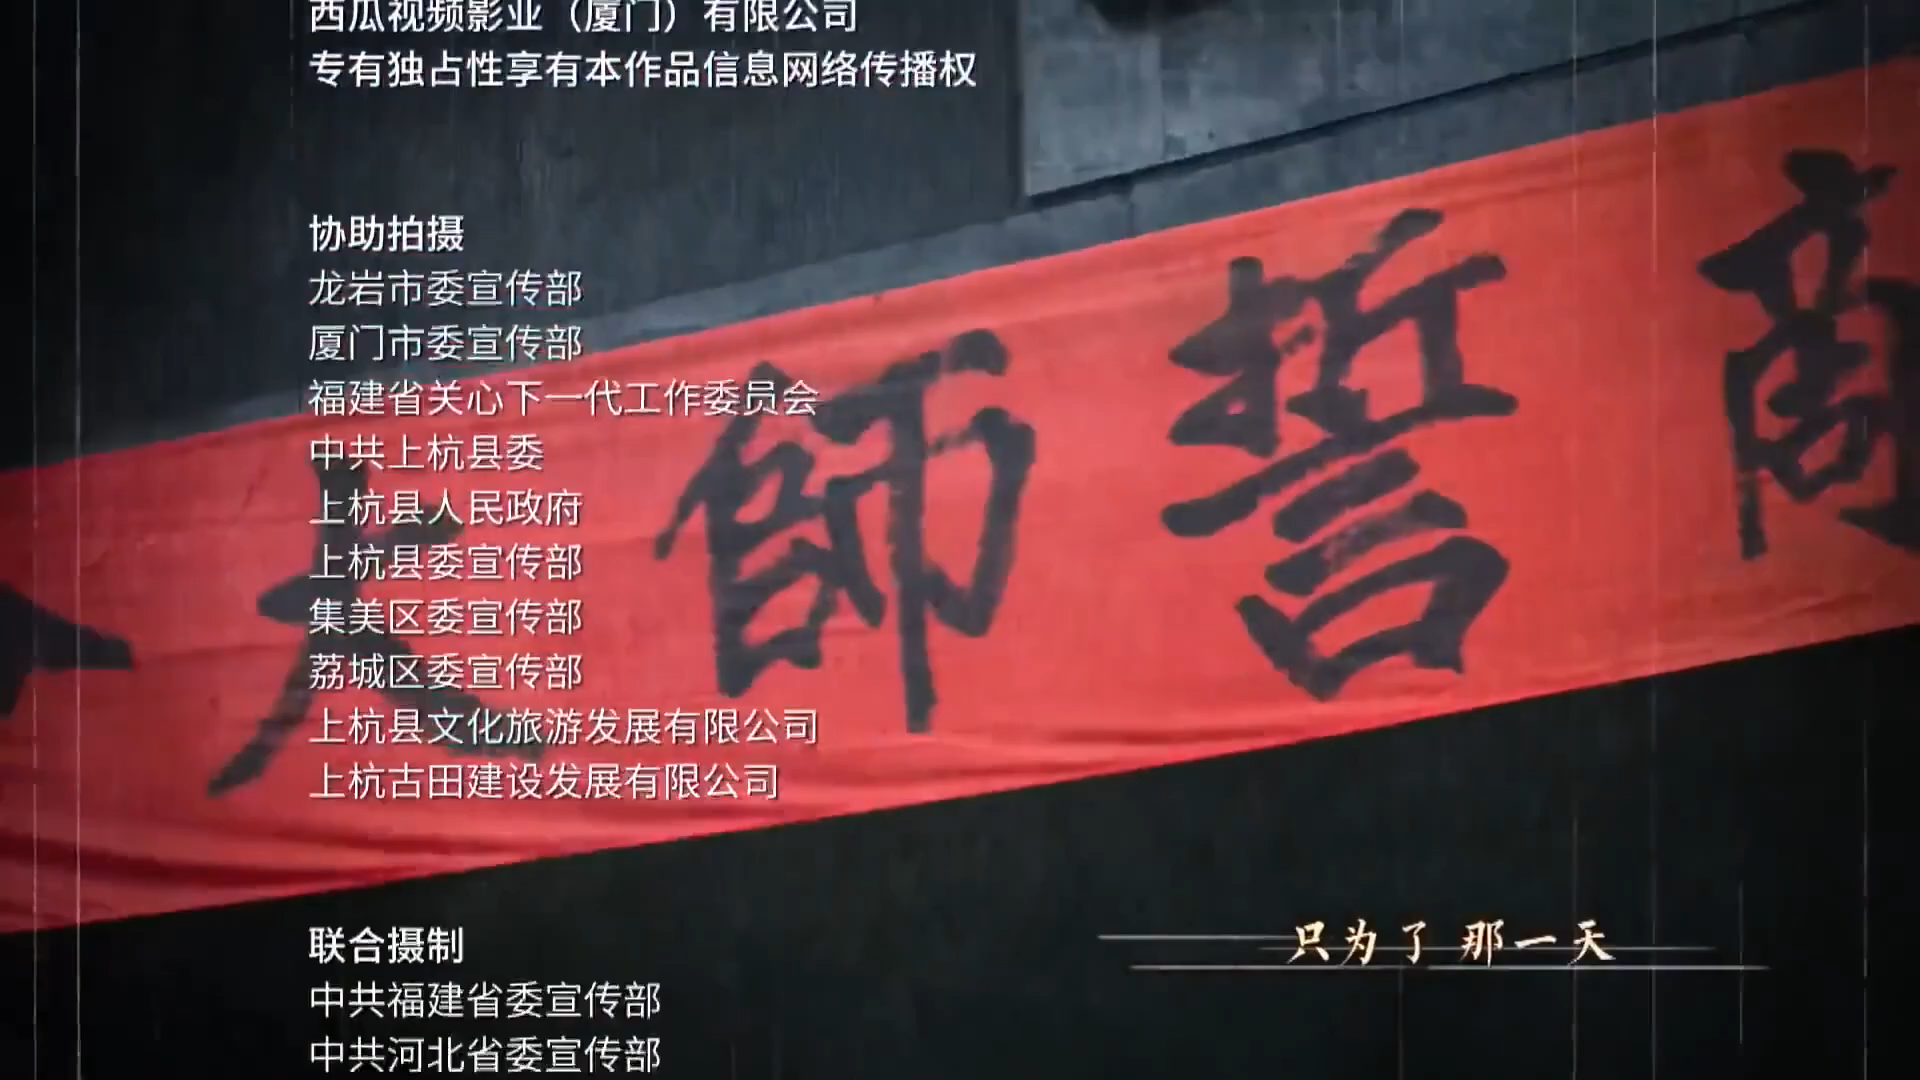 西瓜视频影业（厦门）有限公司
专有独占性享有本作品信息网络传播权
协助拍摄
龙岩市委宣传部
厦门市委宣传部
福建省关心下一代工作委员会
中共上杭县委
上杭县人民政府
上杭县委宣传部
集美区委宣传部
荔城区委宣传部
上杭县文化旅游发展有限公司
上杭古田建设发展有限公司
联合摄制
中共福建省委宣传部
中共河北省委宣传部
大師誓商
只为了 那一天